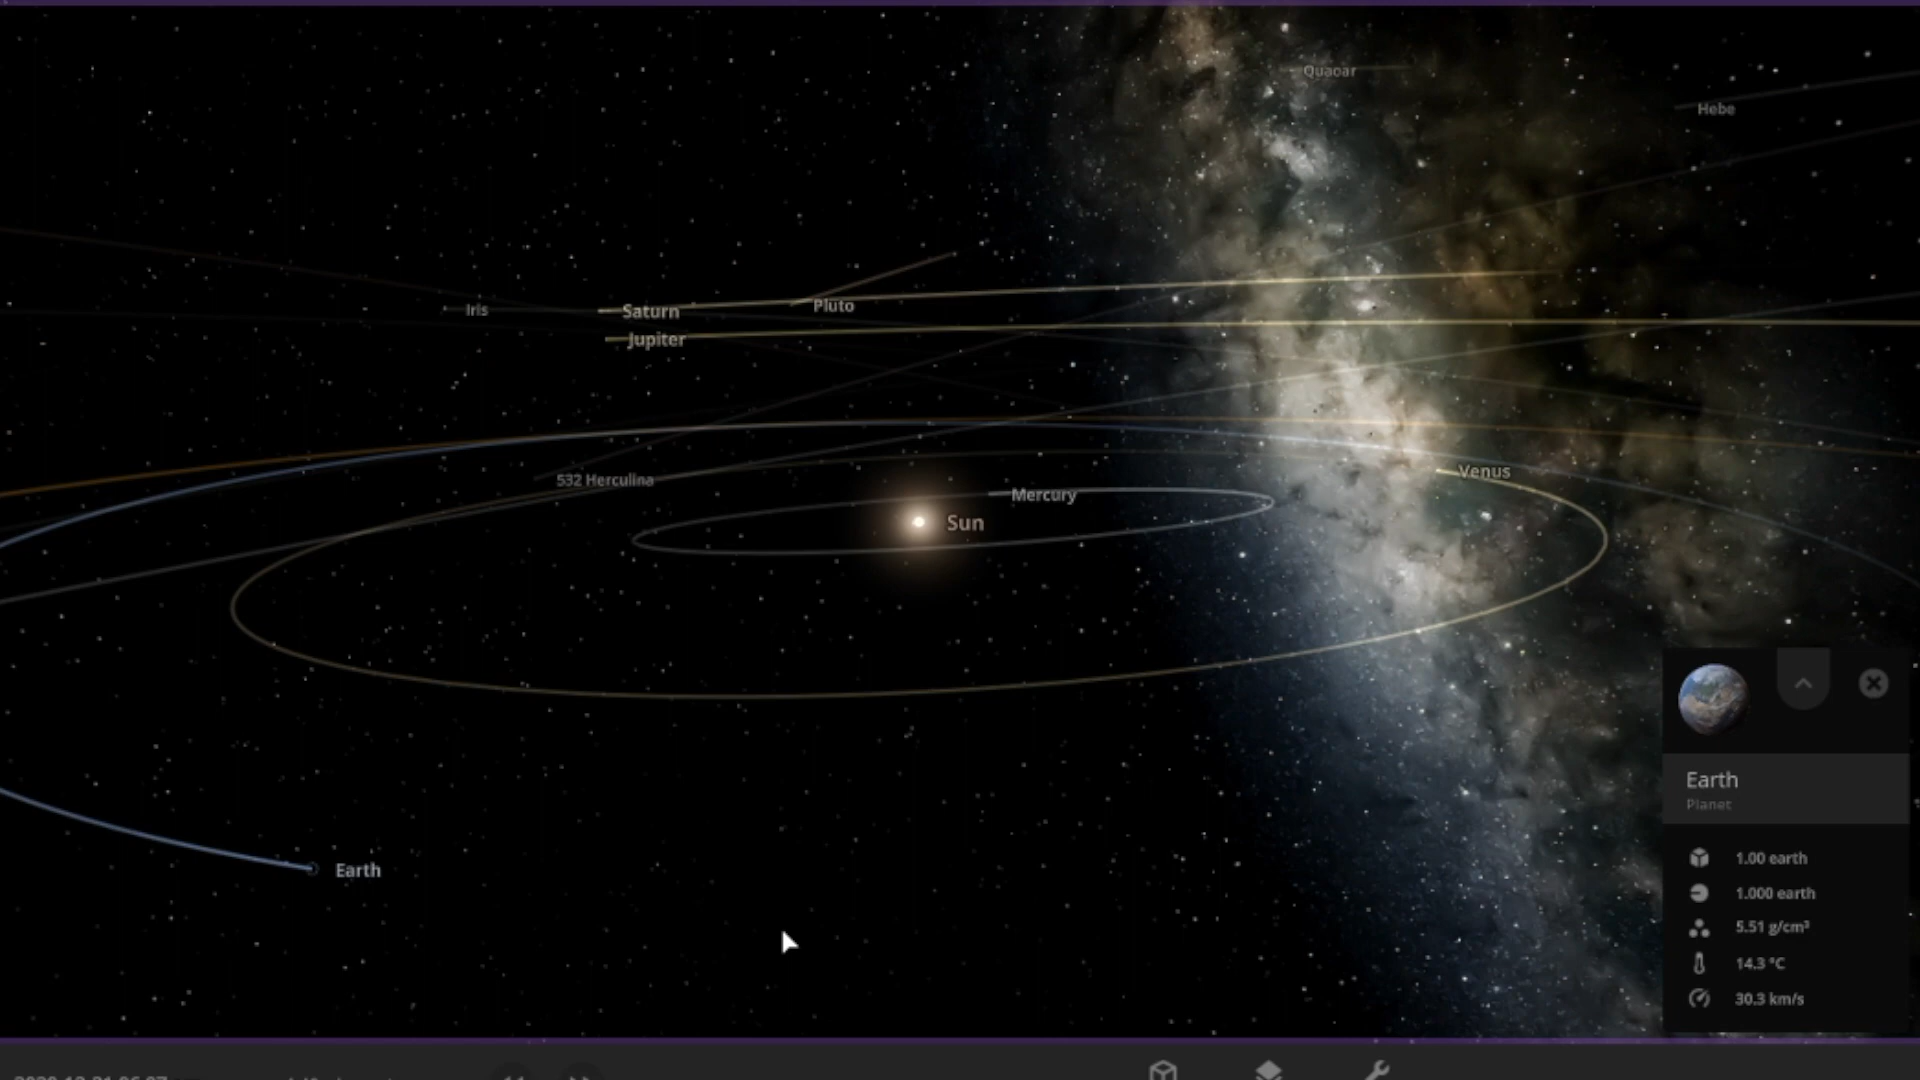 Quaoar
Hebe
Iris
Saturn
Pluto
Jupiter
Venus
532 Herculina
Mercury
Sun
Earth
Earth
Planet
1.00 earth
1.000 earth
5.51 g/cm³
14.3 °C
30.3 km/s